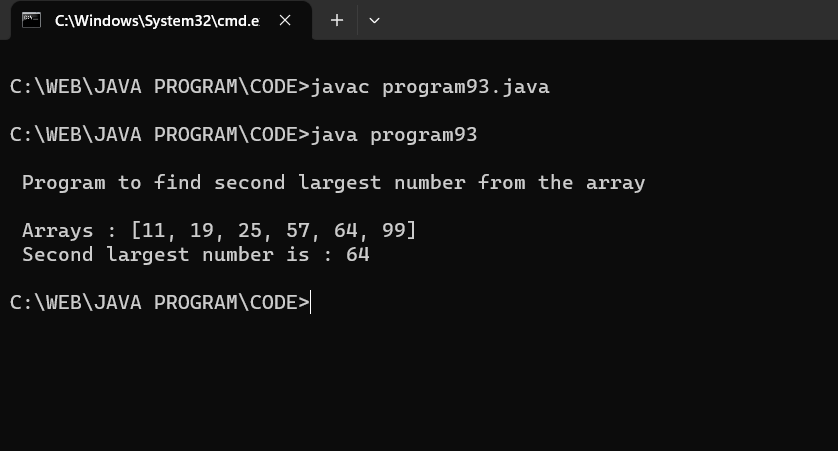 C:\Windows\System32\cmd.e
C:\WEB\JAVA PROGRAM\CODE>javac program93.java
C:\WEB\JAVA PROGRAM\CODE>java program93
Program to find second largest number from the array
Arrays : [11, 19, 25, 57, 64, 99]
Second largest number is : 64
C:\WEB\JAVA PROGRAM\CODE>